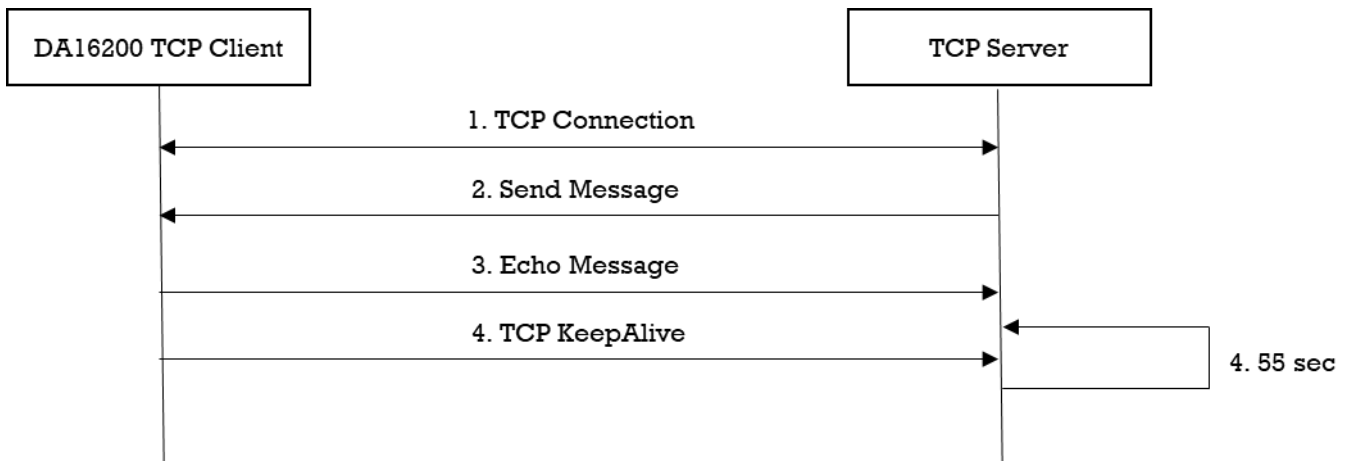 DA16200 TCP Client
TCP Server
1. TCP Connection
2. Send Message
3. Echo Message
4. TCP KeepAlive
4. 55 sec